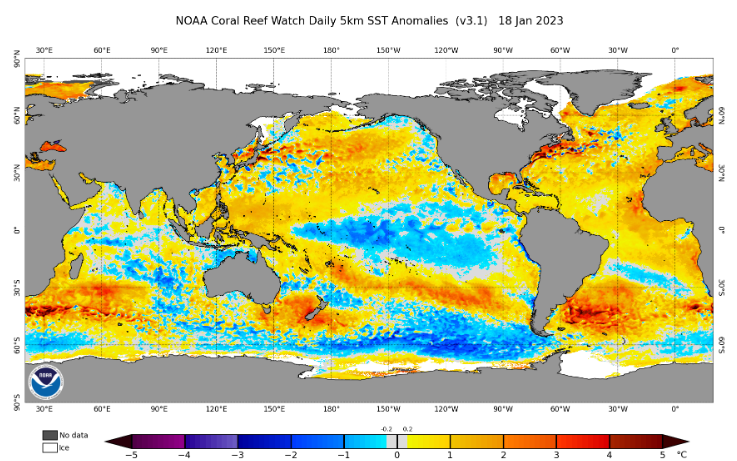 NOAA Coral Reef Watch Daily 5km SST Anomalies (v3.1) 18 Jan 2023
30°E 60°E 90°E 120°E 150°E 180° 150°W 120°W 90°W 60°W 30°W 0°
90°N 90°N
60°N 60°N
30°N 30°N
0° 0°
30°S 30°S
60°S 60°S
NOAA
90°S 90°S
30°E 60°E 90°E 120°E 150°E 180° 150°W 120°W 90°W 60°W 30°W 0°
-0.2 0.2
No data
Ice
−5 −4 −3 −2 −1 0 1 2 3 4 5 °C